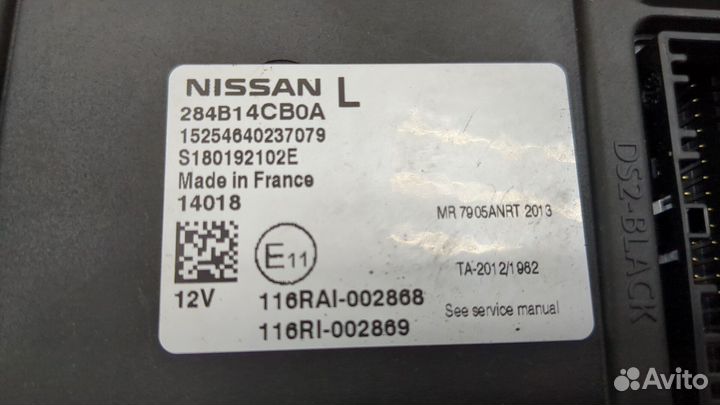 NISSAN L
284B14CB0A
15254640237079
S180192102E
Made in France
14018
MR 7905ANRT 2013
E11
TA-2012/1982
12V
116RAI-002868
See service manual
116RI-002869
DS2-BLACK
Avito